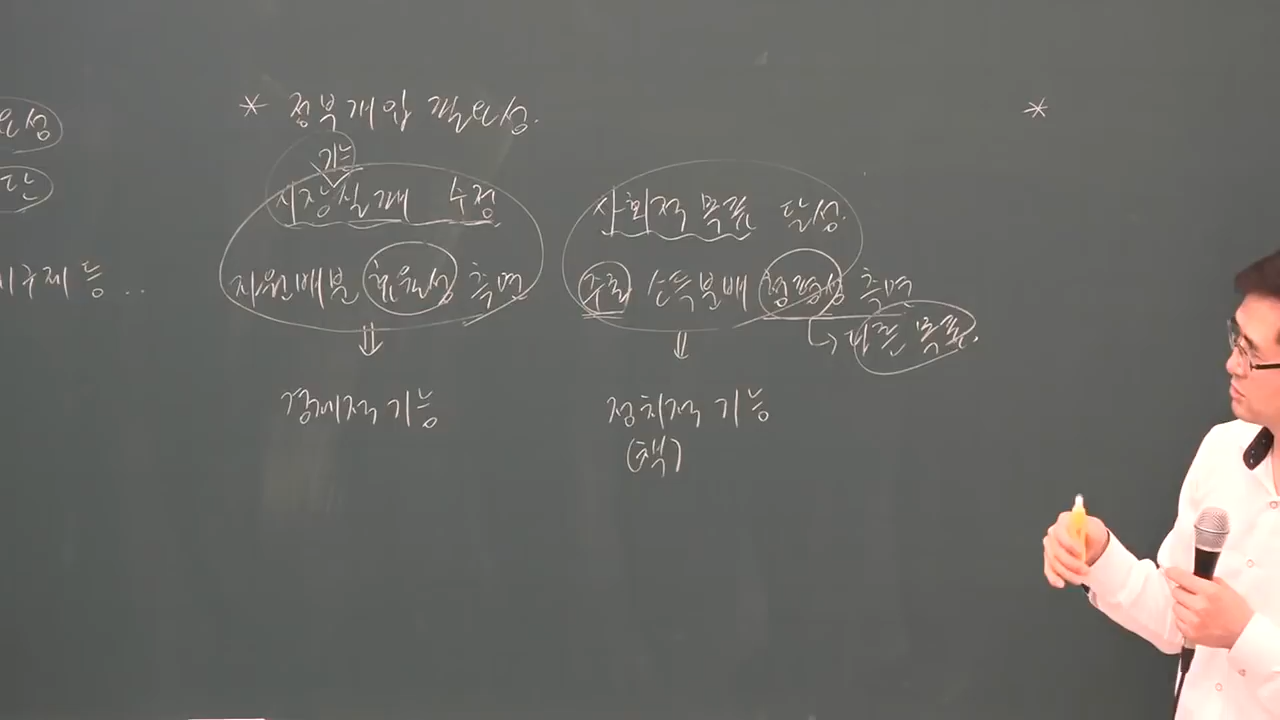 * 정부개입 필요성.
기능
시장실패 수정
자원배분 효율성 측면
⇓
경제적 기능
사회적 목표 달성.
주로 소득분배 형평성 측면
↳ 다른 목표.
⇓
정치적 기능
(책)
*
등 ..